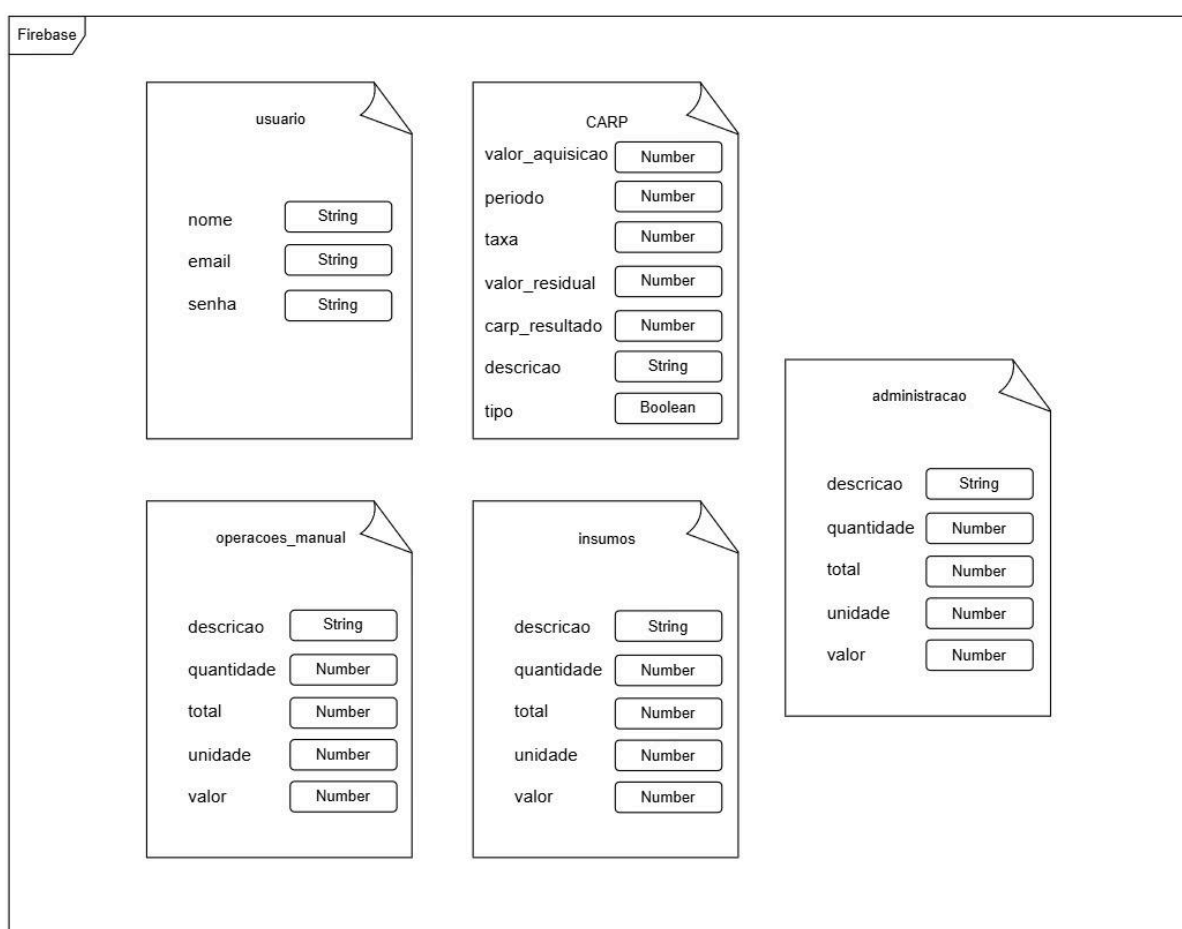 Firebase
usuario
nome String
email String
senha String
CARP
valor_aquisicao Number
periodo Number
taxa Number
valor_residual Number
carp_resultado Number
descricao String
tipo Boolean
administracao
descricao String
quantidade Number
total Number
unidade Number
valor Number
operacoes_manual
descricao String
quantidade Number
total Number
unidade Number
valor Number
insumos
descricao String
quantidade Number
total Number
unidade Number
valor Number